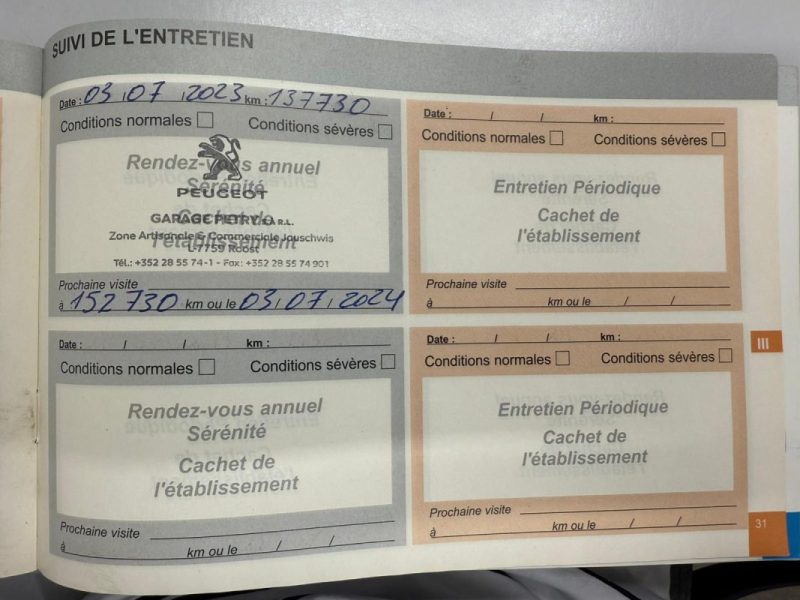 SUIVI DE L'ENTRETIEN
Date : 03 / 07 / 2023 km : 137730
Conditions normales Conditions sévères
Rendez-vous annuel
Sérénité
PEUGEOT
Cachet de
GARAGE PETRY S.A R.L.
l'établissement
Zone Artisanale & Commerciale Jauschwis
L-7759 Roost
Tél.: +352 28 55 74-1 - Fax: +352 28 55 74 901
Prochaine visite
à 152 730 km ou le 03 / 07 / 2024
Date : / / km :
Conditions normales Conditions sévères
Entretien Périodique
Cachet de
l'établissement
Prochaine visite
à km ou le / /
Date : / / km :
Conditions normales Conditions sévères
Rendez-vous annuel
Sérénité
Cachet de
l'établissement
Prochaine visite
à km ou le / /
Date : / / km :
Conditions normales Conditions sévères
Entretien Périodique
Cachet de
l'établissement
Prochaine visite
à km ou le / /
III
31